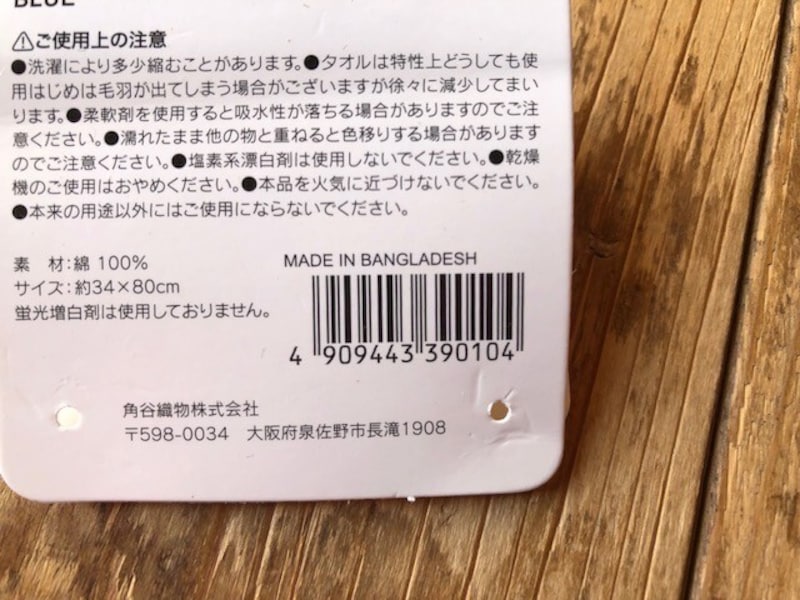 BLUE
⚠ご使用上の注意
●洗濯により多少縮むことがあります。●タオルは特性上どうしても使
用はじめは毛羽が出てしまう場合がございますが徐々に減少してまい
ります。●柔軟剤を使用すると吸水性が落ちる場合がありますのでご注
意ください。●濡れたまま他の物と重ねると色移りする場合があります
のでご注意ください。●塩素系漂白剤は使用しないでください。●乾燥
機のご使用はおやめください。●本品を火気に近づけないでください。
●本来の用途以外にはご使用にならないでください。
素　材:綿 100%
サイズ:約34×80cm
蛍光増白剤は使用しておりません。
MADE IN BANGLADESH
4 909443 390104
角谷織物株式会社
〒598-0034　大阪府泉佐野市長滝1908